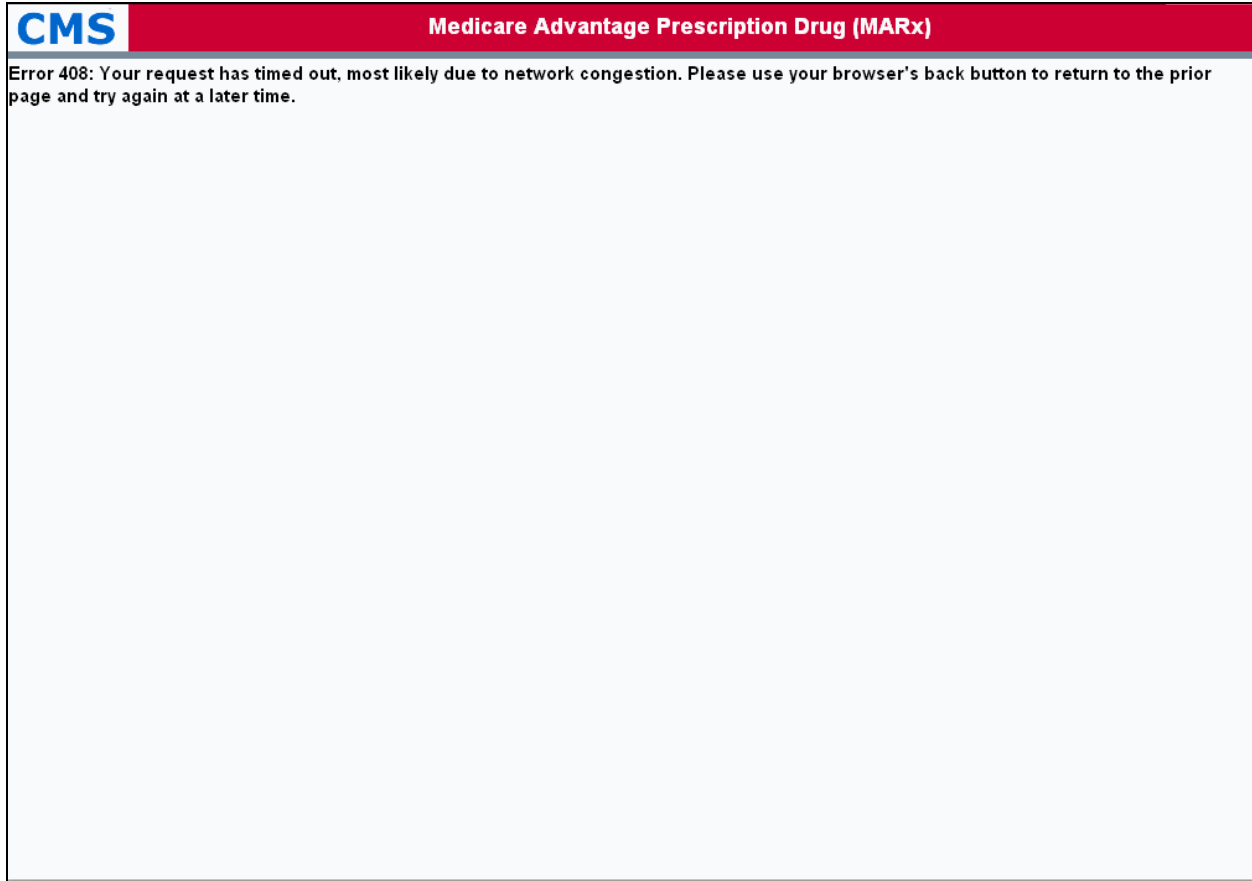 CMS
Medicare Advantage Prescription Drug (MARx)
Error 408: Your request has timed out, most likely due to network congestion. Please use your browser's back button to return to the prior
page and try again at a later time.